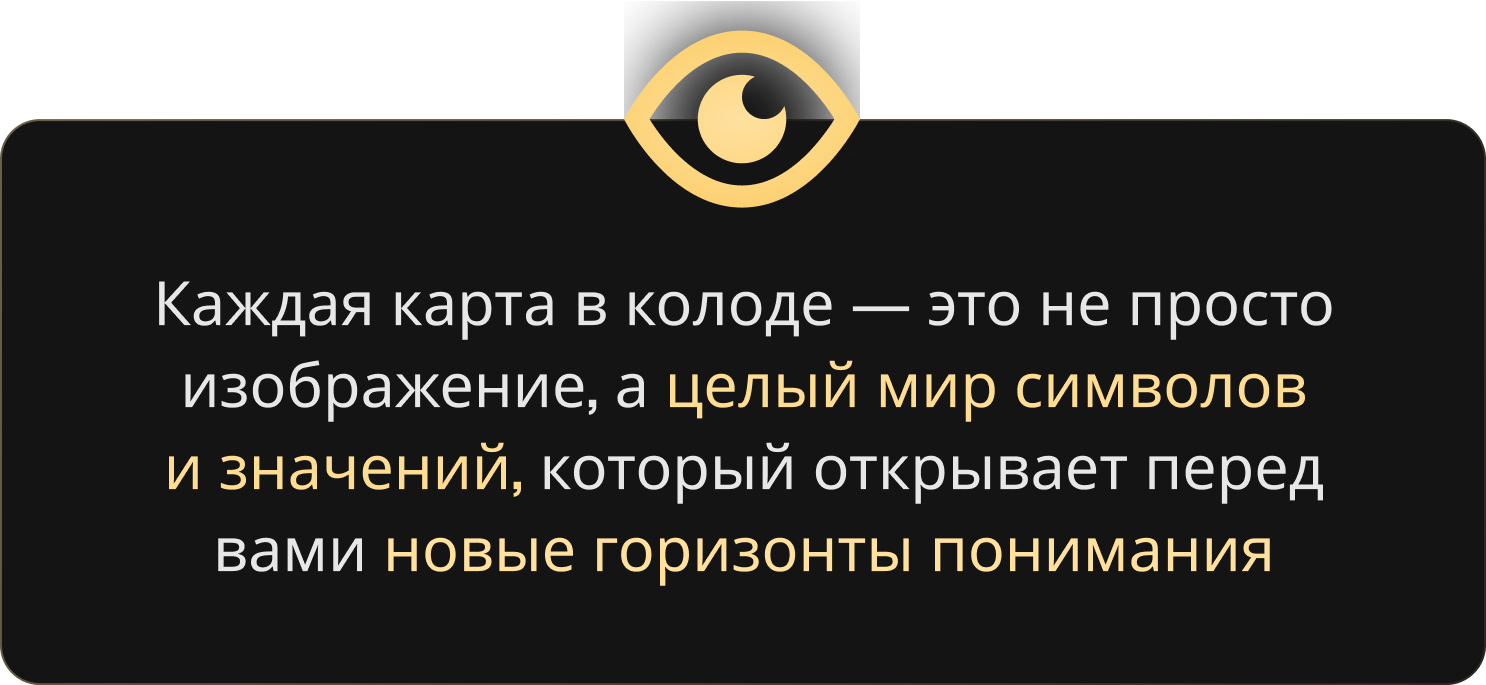 Каждая карта в колоде — это не просто
изображение, а целый мир символов
и значений, который открывает перед
вами новые горизонты понимания